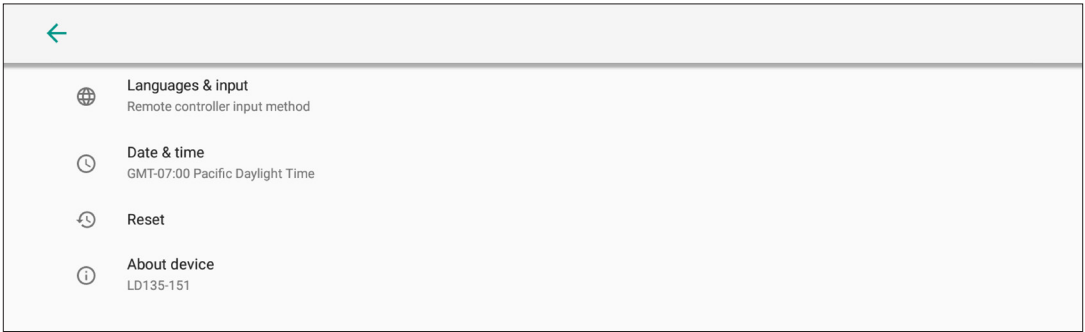 Languages & input
Remote controller input method
Date & time
GMT-07:00 Pacific Daylight Time
Reset
About device
LD135-151